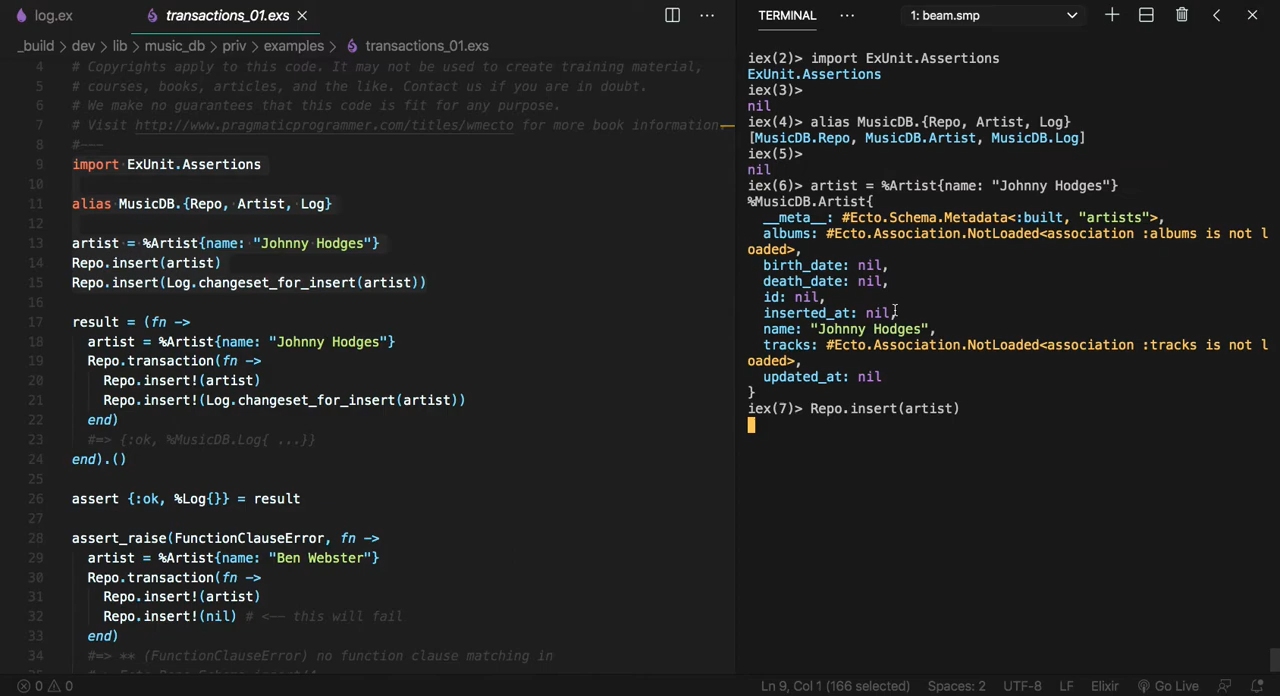 log.ex
transactions_01.exs
TERMINAL
1: beam.smp
_build > dev > lib > music_db > priv > examples > transactions_01.exs
4 # Copyrights apply to this code. It may not be used to create training material,
5 # courses, books, articles, and the like. Contact us if you are in doubt.
6 # We make no guarantees that this code is fit for any purpose.
7 # Visit http://www.pragmaticprogrammer.com/titles/wmecto for more book information.
8 #---
9 import ExUnit.Assertions
10
11 alias MusicDB.{Repo, Artist, Log}
12
13 artist = %Artist{name: "Johnny Hodges"}
14 Repo.insert(artist)
15 Repo.insert(Log.changeset_for_insert(artist))
16
17 result = (fn ->
18 artist = %Artist{name: "Johnny Hodges"}
19 Repo.transaction(fn ->
20 Repo.insert!(artist)
21 Repo.insert!(Log.changeset_for_insert(artist))
22 end)
23 #=> {:ok, %MusicDB.Log{ ...}}
24 end).()
25
26 assert {:ok, %Log{}} = result
27
28 assert_raise(FunctionClauseError, fn ->
29 artist = %Artist{name: "Ben Webster"}
30 Repo.transaction(fn ->
31 Repo.insert!(artist)
32 Repo.insert!(nil) # <-- this will fail
33 end)
34 #=> ** (FunctionClauseError) no function clause matching in
iex(2)> import ExUnit.Assertions
ExUnit.Assertions
iex(3)>
nil
iex(4)> alias MusicDB.{Repo, Artist, Log}
[MusicDB.Repo, MusicDB.Artist, MusicDB.Log]
iex(5)>
nil
iex(6)> artist = %Artist{name: "Johnny Hodges"}
%MusicDB.Artist{
__meta__: #Ecto.Schema.Metadata<:built, "artists">,
albums: #Ecto.Association.NotLoaded<association :albums is not l
oaded>,
birth_date: nil,
death_date: nil,
id: nil,
inserted_at: nil,
name: "Johnny Hodges",
tracks: #Ecto.Association.NotLoaded<association :tracks is not l
oaded>,
updated_at: nil
}
iex(7)> Repo.insert(artist)
0 0
Ln 9, Col 1 (166 selected) Spaces: 2 UTF-8 LF Elixir Go Live